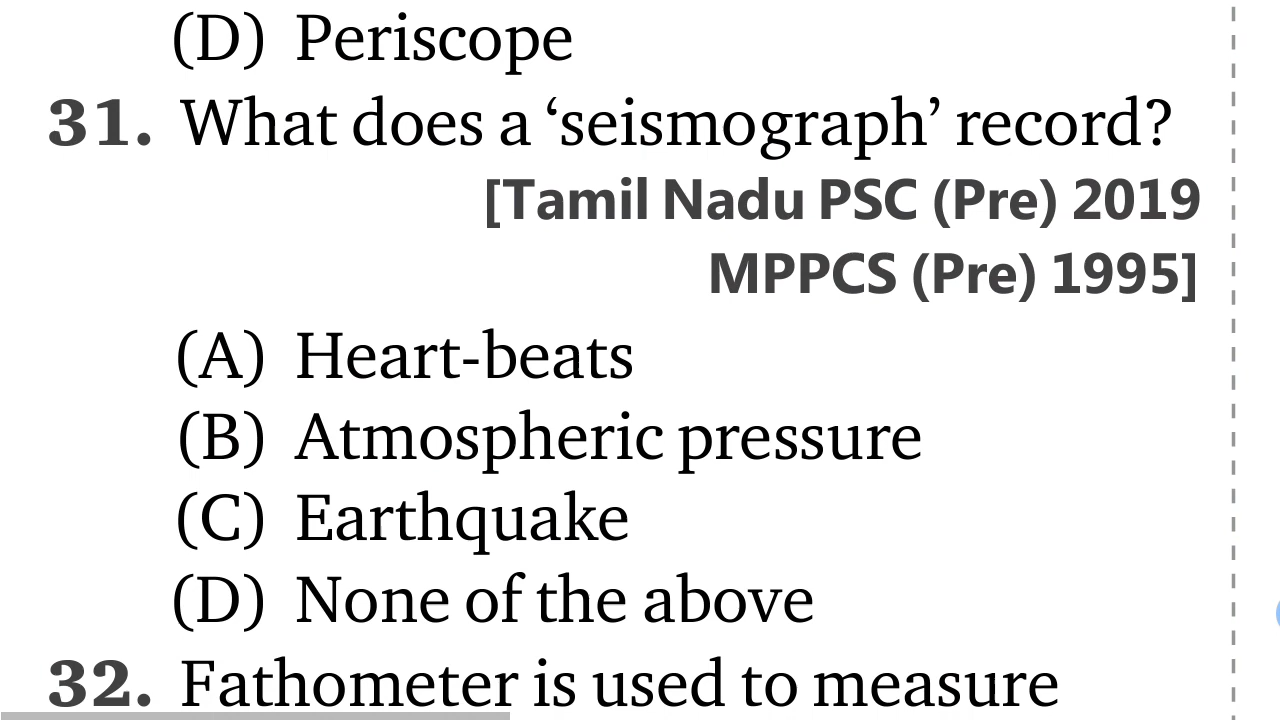 (D) Periscope
31. What does a ‘seismograph’ record?
[Tamil Nadu PSC (Pre) 2019
MPPCS (Pre) 1995]
(A) Heart-beats
(B) Atmospheric pressure
(C) Earthquake
(D) None of the above
32. Fathometer is used to measure